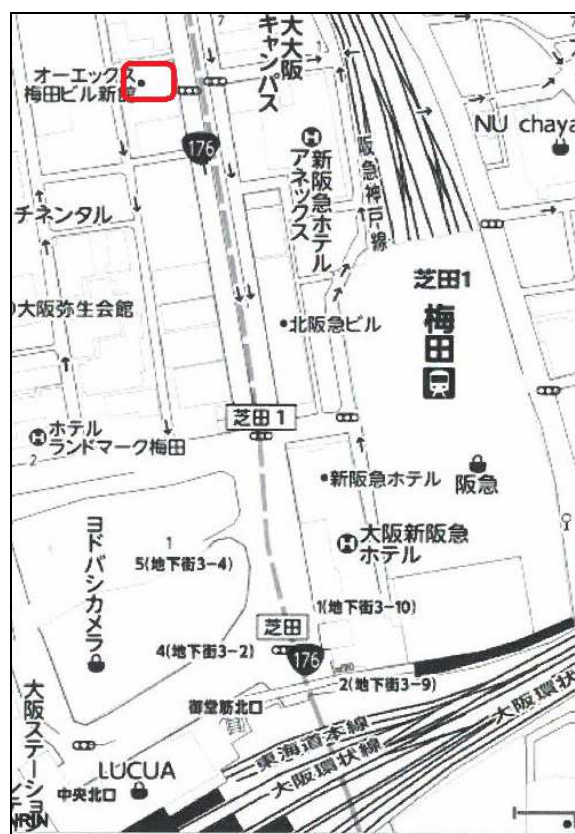 7
7
オーエックス
梅田ビル新館
大大阪
キャンパス
1
176
新阪急ホテル
アネックス
H
阪急神戸線
NU chaya
チネンタル
芝田1
梅田
大阪弥生会館
北阪急ビル
芝田1
H
ホテル
ランドマーク梅田
2
新阪急ホテル
阪急
H
大阪新阪急
ホテル
ヨドバシカメラ
1
5(地下街3-4)
1(地下街3-10)
芝田
4(地下街3-2)
176
2(地下街3-9)
御堂筋北口
大阪ステーション
東海道本線
大阪環状線
大阪環状
LUCUA
中央北口